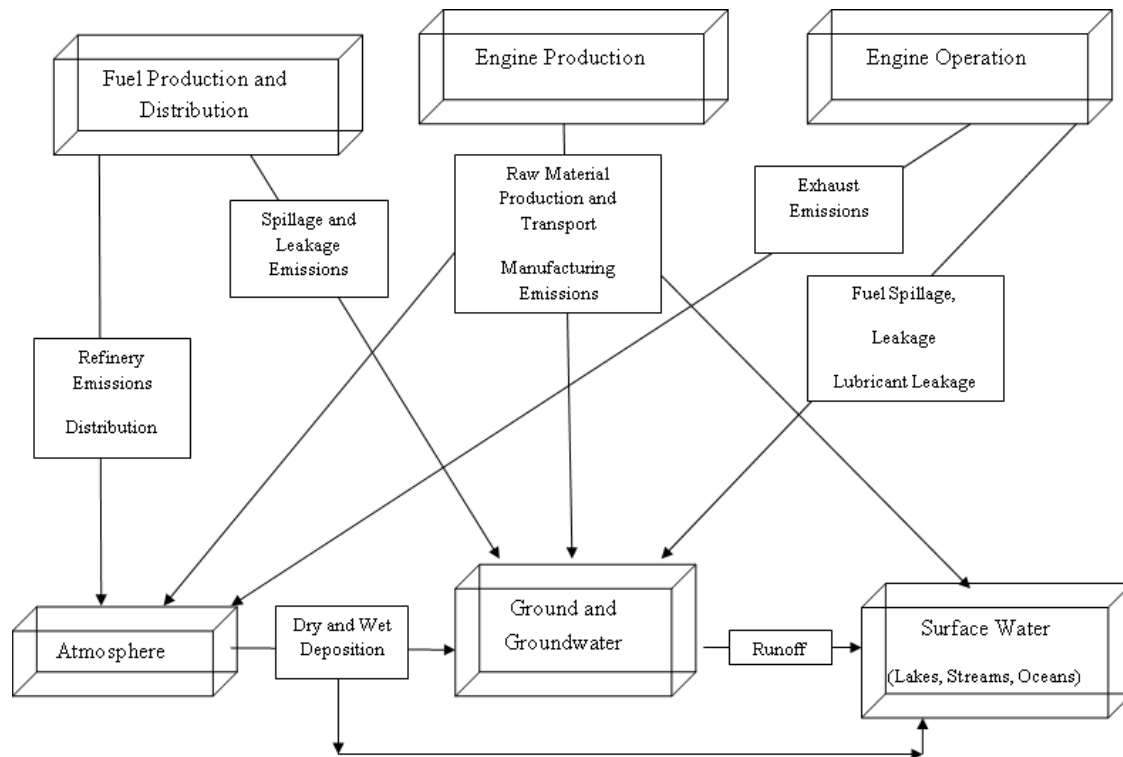 Fuel Production and
Distribution
Engine Production
Engine Operation
Raw Material
Production and
Transport
Manufacturing
Emissions
Exhaust
Emissions
Spillage and
Leakage
Emissions
Fuel Spillage,
Leakage
Lubricant Leakage
Refinery
Emissions
Distribution
Atmosphere
Dry and Wet
Deposition
Ground and
Groundwater
Runoff
Surface Water
(Lakes, Streams, Oceans)